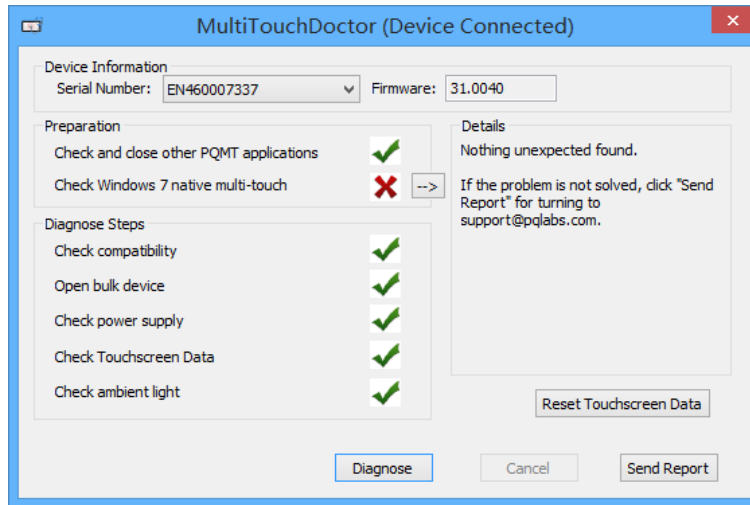 MultiTouchDoctor (Device Connected)
Device Information
Serial Number: EN460007337 Firmware: 31.0040
Preparation
Check and close other PQMT applications
Check Windows 7 native multi-touch -->
Diagnose Steps
Check compatibility
Open bulk device
Check power supply
Check Touchscreen Data
Check ambient light
Details
Nothing unexpected found.
If the problem is not solved, click "Send
Report" for turning to
support@pqlabs.com.
Reset Touchscreen Data
Diagnose Cancel Send Report